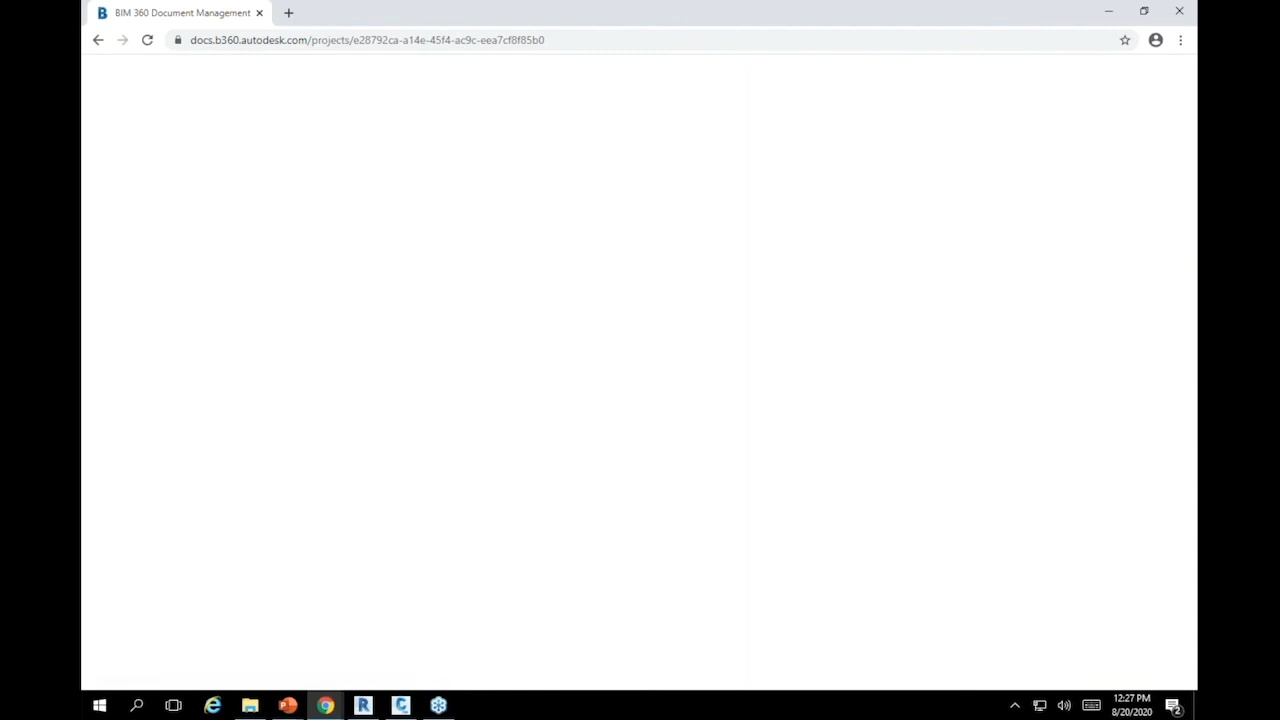 BIM 360 Document Management
docs.b360.autodesk.com/projects/e28792ca-a14e-45f4-ac9c-eea7cf8f85b0
12:27 PM
8/20/2020
2